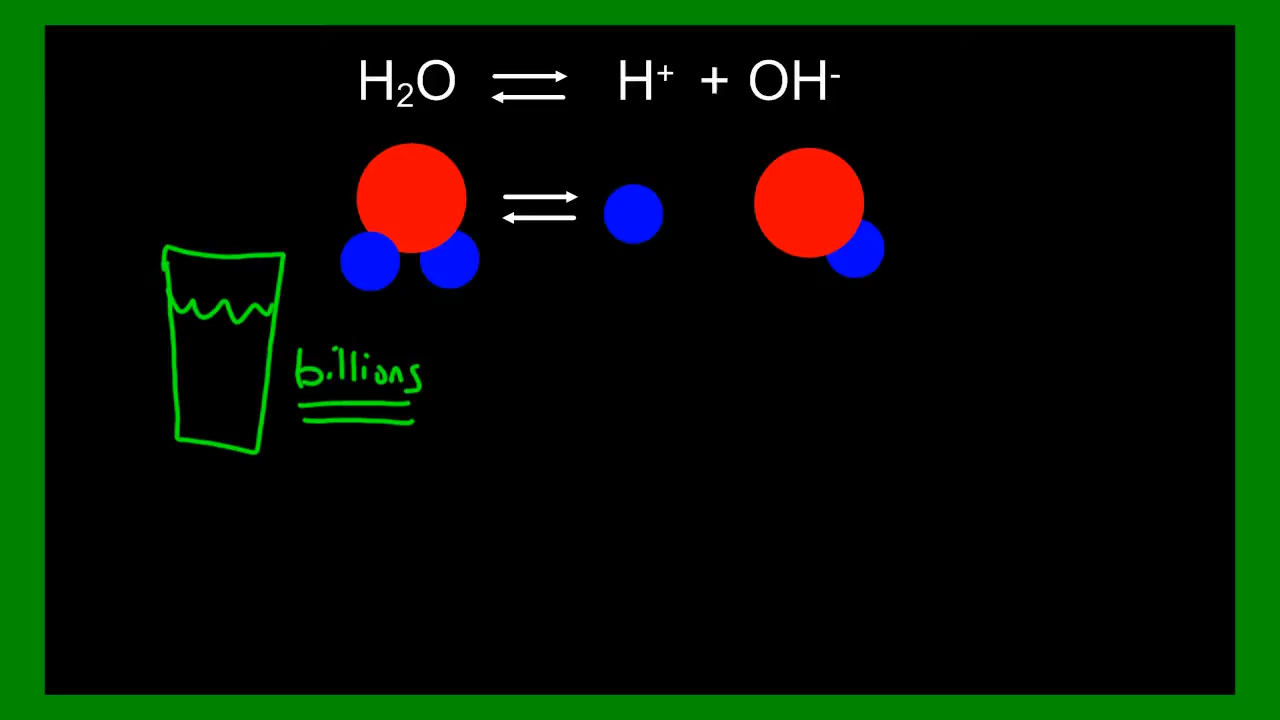 H₂O ⇌ H⁺ + OH⁻
billions